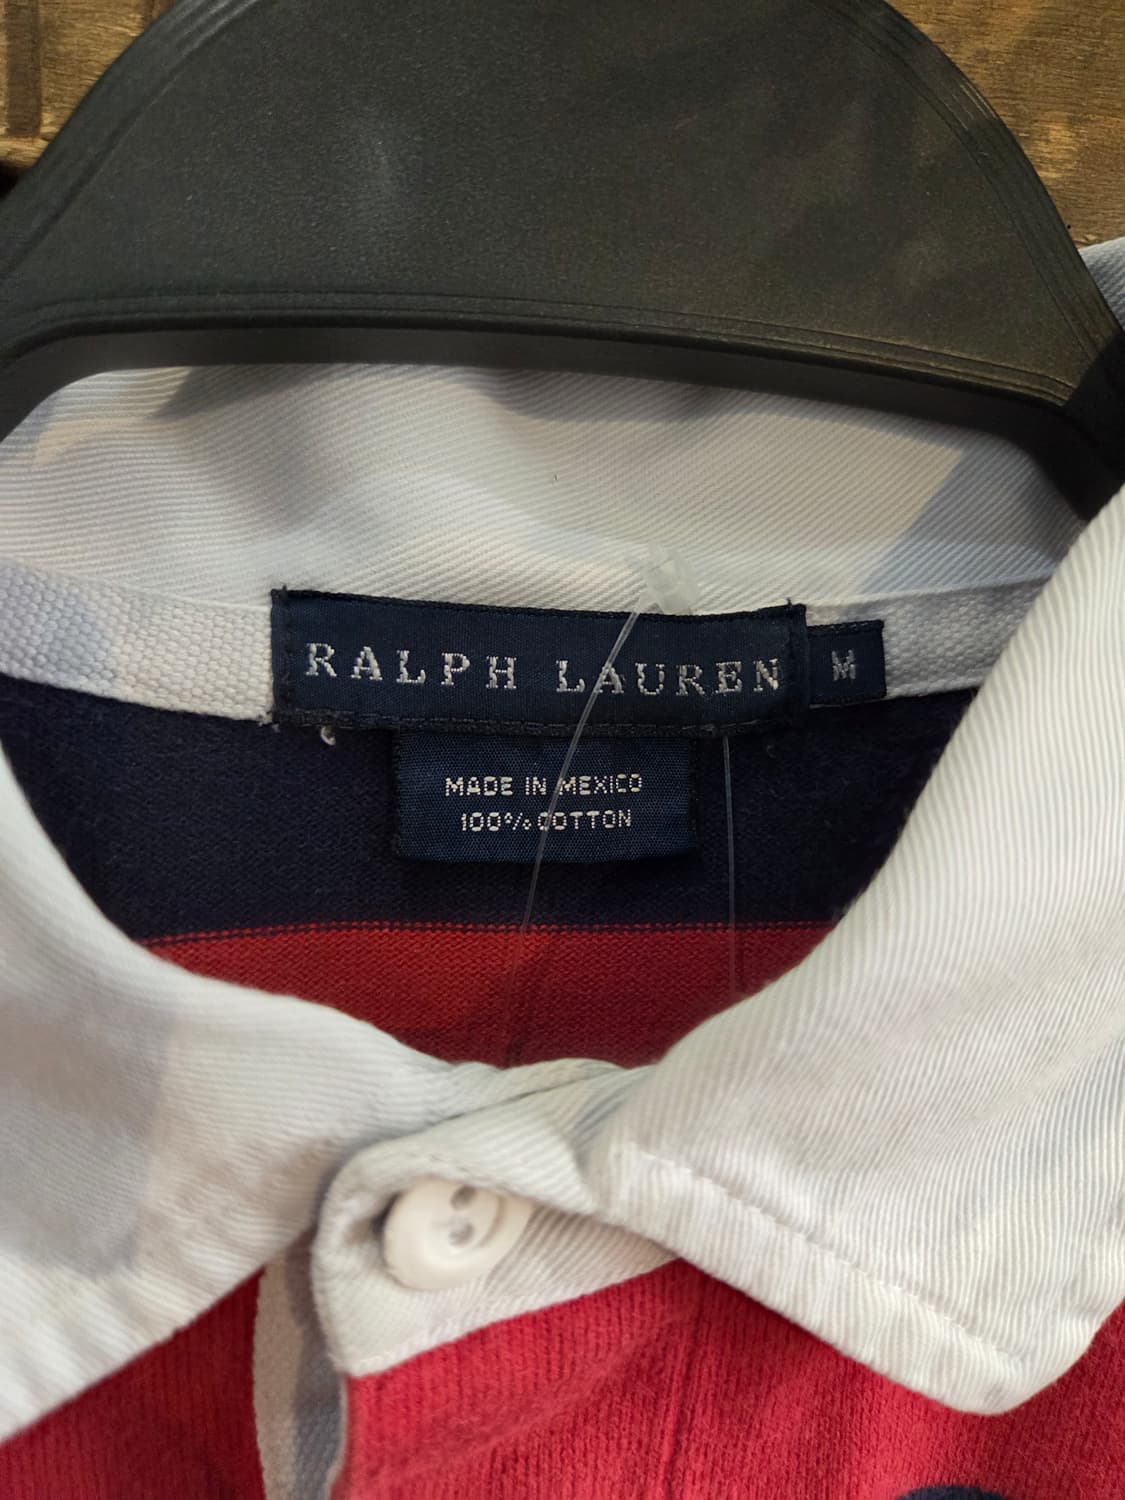 RALPH LAUREN
M
MADE IN MEXICO
100% COTTON